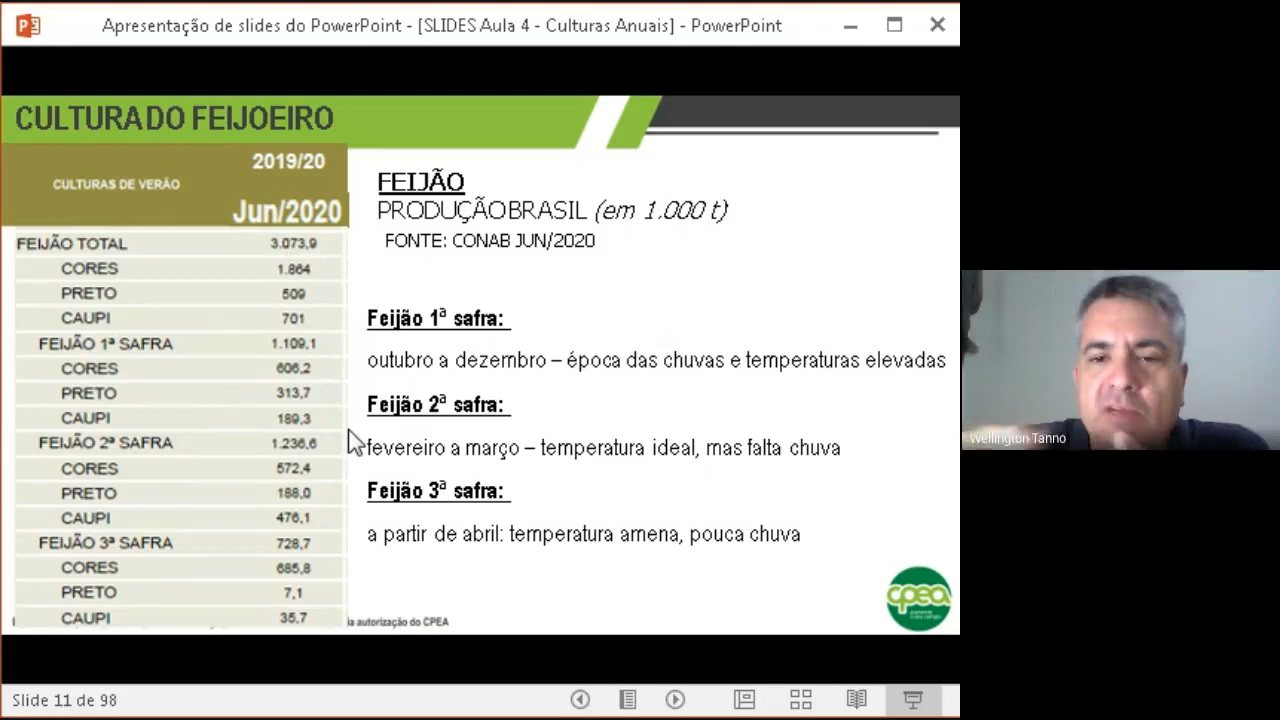 Apresentação de slides do PowerPoint - [SLIDES Aula 4 - Culturas Anuais] - PowerPoint
CULTURA DO FEIJOEIRO
CULTURAS DE VERÃO
2019/20
Jun/2020
FEIJÃO TOTAL 3.073,9
CORES 1.864
PRETO 509
CAUPI 701
FEIJÃO 1ª SAFRA 1.109,1
CORES 606,2
PRETO 313,7
CAUPI 189,3
FEIJÃO 2ª SAFRA 1.236,6
CORES 572,4
PRETO 188,0
CAUPI 476,1
FEIJÃO 3ª SAFRA 728,7
CORES 685,8
PRETO 7,1
CAUPI 35,7
FEIJÃO
PRODUÇÃO BRASIL (em 1.000 t)
FONTE: CONAB JUN/2020
Feijão 1ª safra:
outubro a dezembro – época das chuvas e temperaturas elevadas
Feijão 2ª safra:
fevereiro a março – temperatura ideal, mas falta chuva
Feijão 3ª safra:
a partir de abril: temperatura amena, pouca chuva
cpea
ia autorização do CPEA
Wellington Tanno
Slide 11 de 98